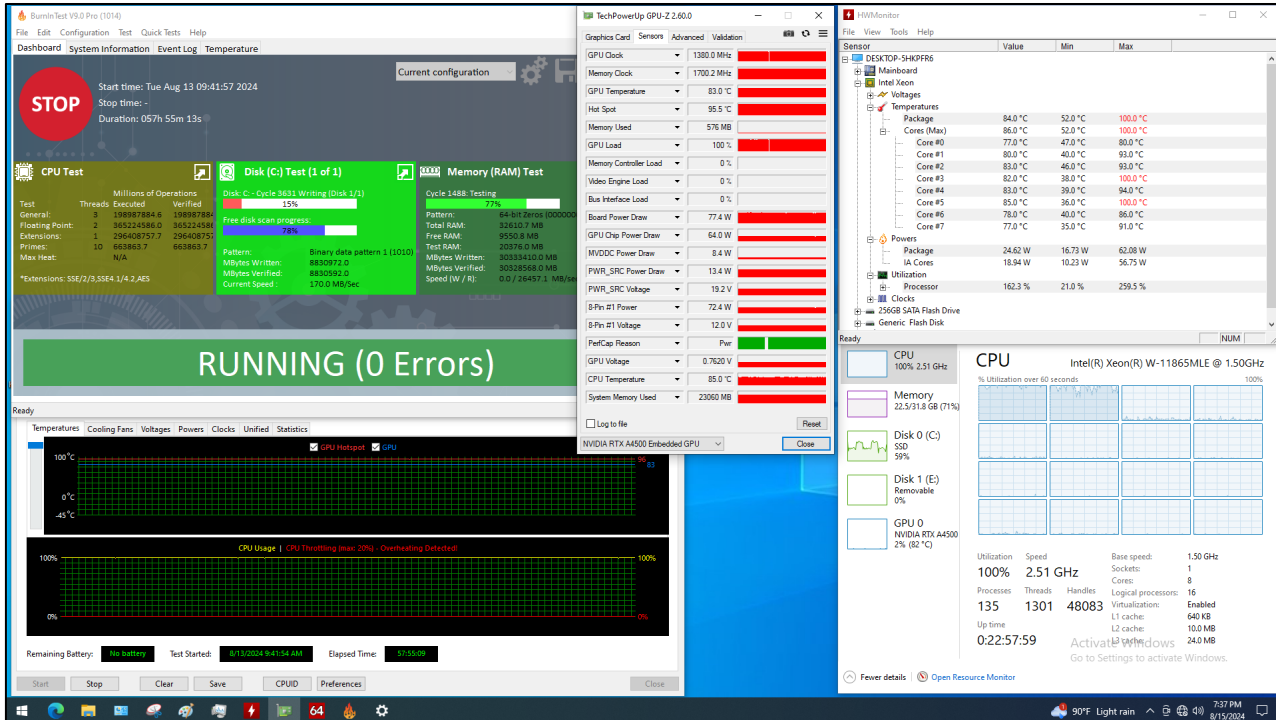 BurnInTest V9.0 Pro (1014)
File Edit Configuration Test Quick Tests Help
Dashboard System Information Event Log Temperature
Current configuration
STOP
Start time: Tue Aug 13 09:41:57 2024
Stop time: -
Duration: 057h 55m 13s
CPU Test
Millions of Operations
Test Threads Executed Verified
General: 3 198987884.6 198987884
Floating Point: 2 365224586.0 36522458
Extensions: 1 296408757.7 29640875
Primes: 10 663863.7 663863.7
Max Heat: N/A
*Extensions: SSE/2/3,SSE4.1/4.2,AES
Disk (C:) Test (1 of 1)
Disk: C: - Cycle 3631 Writing (Disk 1/1)
15%
Free disk scan progress:
78%
Pattern: Binary data pattern 1 (1010)
MBytes Written: 8830972.0
MBytes Verified: 8830592.0
Current Speed : 170.0 MB/Sec
Memory (RAM) Test
Cycle 1488: Testing
77%
Pattern: 64-bit Zeros (000000
Total RAM: 32610.7 MB
Free RAM: 9550.8 MB
Test RAM: 20376.0 MB
MBytes Written: 30333410.0 MB
MBytes Verified: 30328568.0 MB
Speed (W / R): 0.0 / 26457.1 MB/se
RUNNING (0 Errors)
Ready
Temperatures Cooling Fans Voltages Powers Clocks Unified Statistics
GPU Hotspot GPU
100°C
0°C
-45°C
96
83
CPU Usage | CPU Throttling (max: 20%) - Overheating Detected!
100% 100%
0% 0%
Remaining Battery: No battery Test Started: 8/13/2024 9:41:54 AM Elapsed Time: 57:55:09
Start Stop Clear Save CPUID Preferences Close
TechPowerUp GPU-Z 2.60.0
Graphics Card Sensors Advanced Validation
GPU Clock 1380.0 MHz
Memory Clock 1700.2 MHz
GPU Temperature 83.0 °C
Hot Spot 95.5 °C
Memory Used 576 MB
GPU Load 100 %
Memory Controller Load 0 %
Video Engine Load 0 %
Bus Interface Load 0 %
Board Power Draw 77.4 W
GPU Chip Power Draw 64.0 W
MVDDC Power Draw 8.4 W
PWR_SRC Power Draw 13.4 W
PWR_SRC Voltage 19.2 V
8-Pin #1 Power 72.4 W
8-Pin #1 Voltage 12.0 V
PerfCap Reason Pwr
GPU Voltage 0.7620 V
CPU Temperature 85.0 °C
System Memory Used 23060 MB
Log to file Reset
NVIDIA RTX A4500 Embedded GPU Close
HWMonitor
File View Tools Help
Sensor Value Min Max
DESKTOP-5HKPFR6
Mainboard
Intel Xeon
Voltages
Temperatures
Package 84.0 °C 52.0 °C 100.0 °C
Cores (Max) 86.0 °C 52.0 °C 100.0 °C
Core #0 77.0 °C 47.0 °C 80.0 °C
Core #1 80.0 °C 40.0 °C 93.0 °C
Core #2 83.0 °C 46.0 °C 93.0 °C
Core #3 82.0 °C 38.0 °C 100.0 °C
Core #4 83.0 °C 39.0 °C 94.0 °C
Core #5 85.0 °C 36.0 °C 100.0 °C
Core #6 78.0 °C 40.0 °C 86.0 °C
Core #7 77.0 °C 35.0 °C 91.0 °C
Powers
Package 24.62 W 16.73 W 62.08 W
IA Cores 18.94 W 10.23 W 56.75 W
Utilization
Processor 162.3 % 21.0 % 259.5 %
Clocks
256GB SATA Flash Drive
Generic Flash Disk
Ready NUM
CPU
100% 2.51 GHz
Memory
22.5/31.8 GB (71%)
Disk 0 (C:)
SSD
59%
Disk 1 (E:)
Removable
0%
GPU 0
NVIDIA RTX A4500
2% (82 °C)
CPU Intel(R) Xeon(R) W-11865MLE @ 1.50GHz
% Utilization over 60 seconds 100%
Utilization Speed
100% 2.51 GHz
Processes Threads Handles
135 1301 48083
Up time
0:22:57:59
Base speed: 1.50 GHz
Sockets: 1
Cores: 8
Logical processors: 16
Virtualization: Enabled
L1 cache: 640 KB
L2 cache: 10.0 MB
L3 cache: 24.0 MB
Activate Windows
Go to Settings to activate Windows.
Fewer details Open Resource Monitor
64
90°F Light rain
7:37 PM
8/15/2024